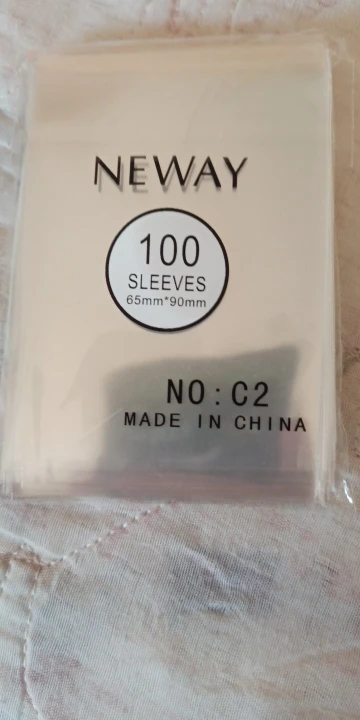 NEWAY
100
SLEEVES
65mm*90mm
NO:C2
MADE IN CHINA